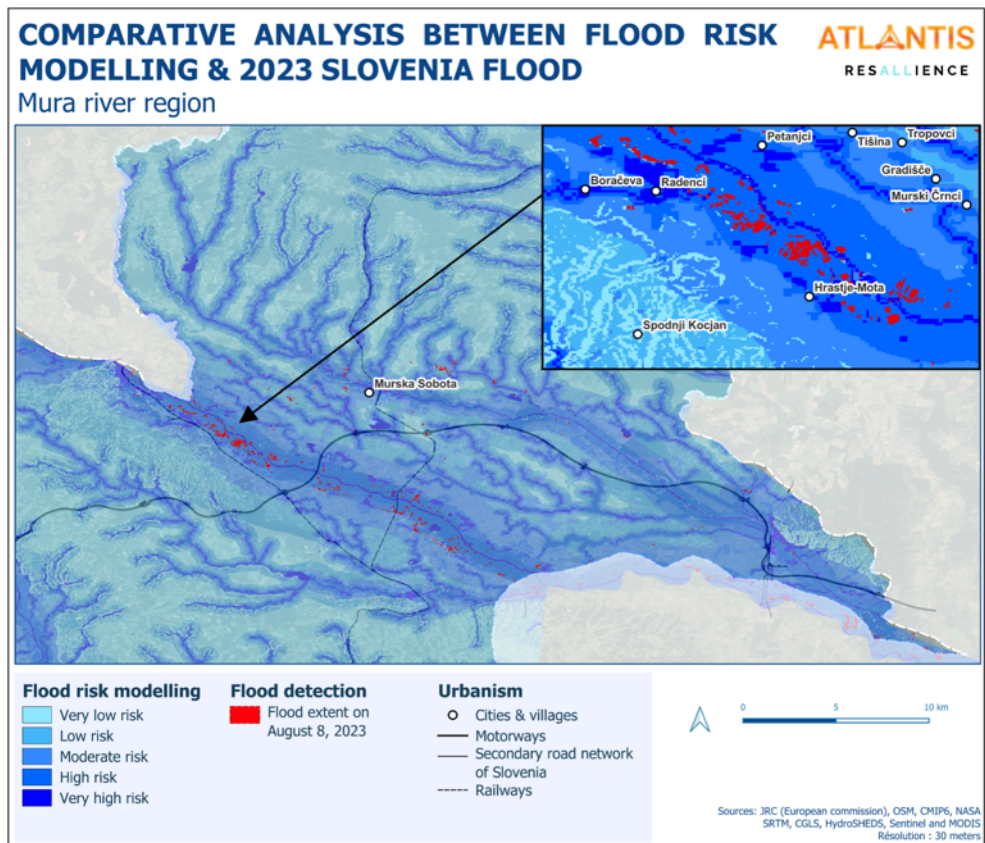 COMPARATIVE ANALYSIS BETWEEN FLOOD RISK
MODELLING & 2023 SLOVENIA FLOOD
Mura river region
ATLANTIS
RESALLIENCE
Petanjci
Tišina
Tropovci
Gradišče
Murski Črnci
Boračeva
Radenci
Hrastje-Mota
Spodnji Kocjan
Murska Sobota
Flood risk modelling
Very low risk
Low risk
Moderate risk
High risk
Very high risk
Flood detection
Flood extent on
August 8, 2023
Urbanism
Cities & villages
Motorways
Secondary road network
of Slovenia
Railways
0 5 10 km
Sources: JRC (European commission), OSM, CMIP6, NASA
SRTM, CGLS, HydroSHEDS, Sentinel and MODIS
Résolution : 30 meters